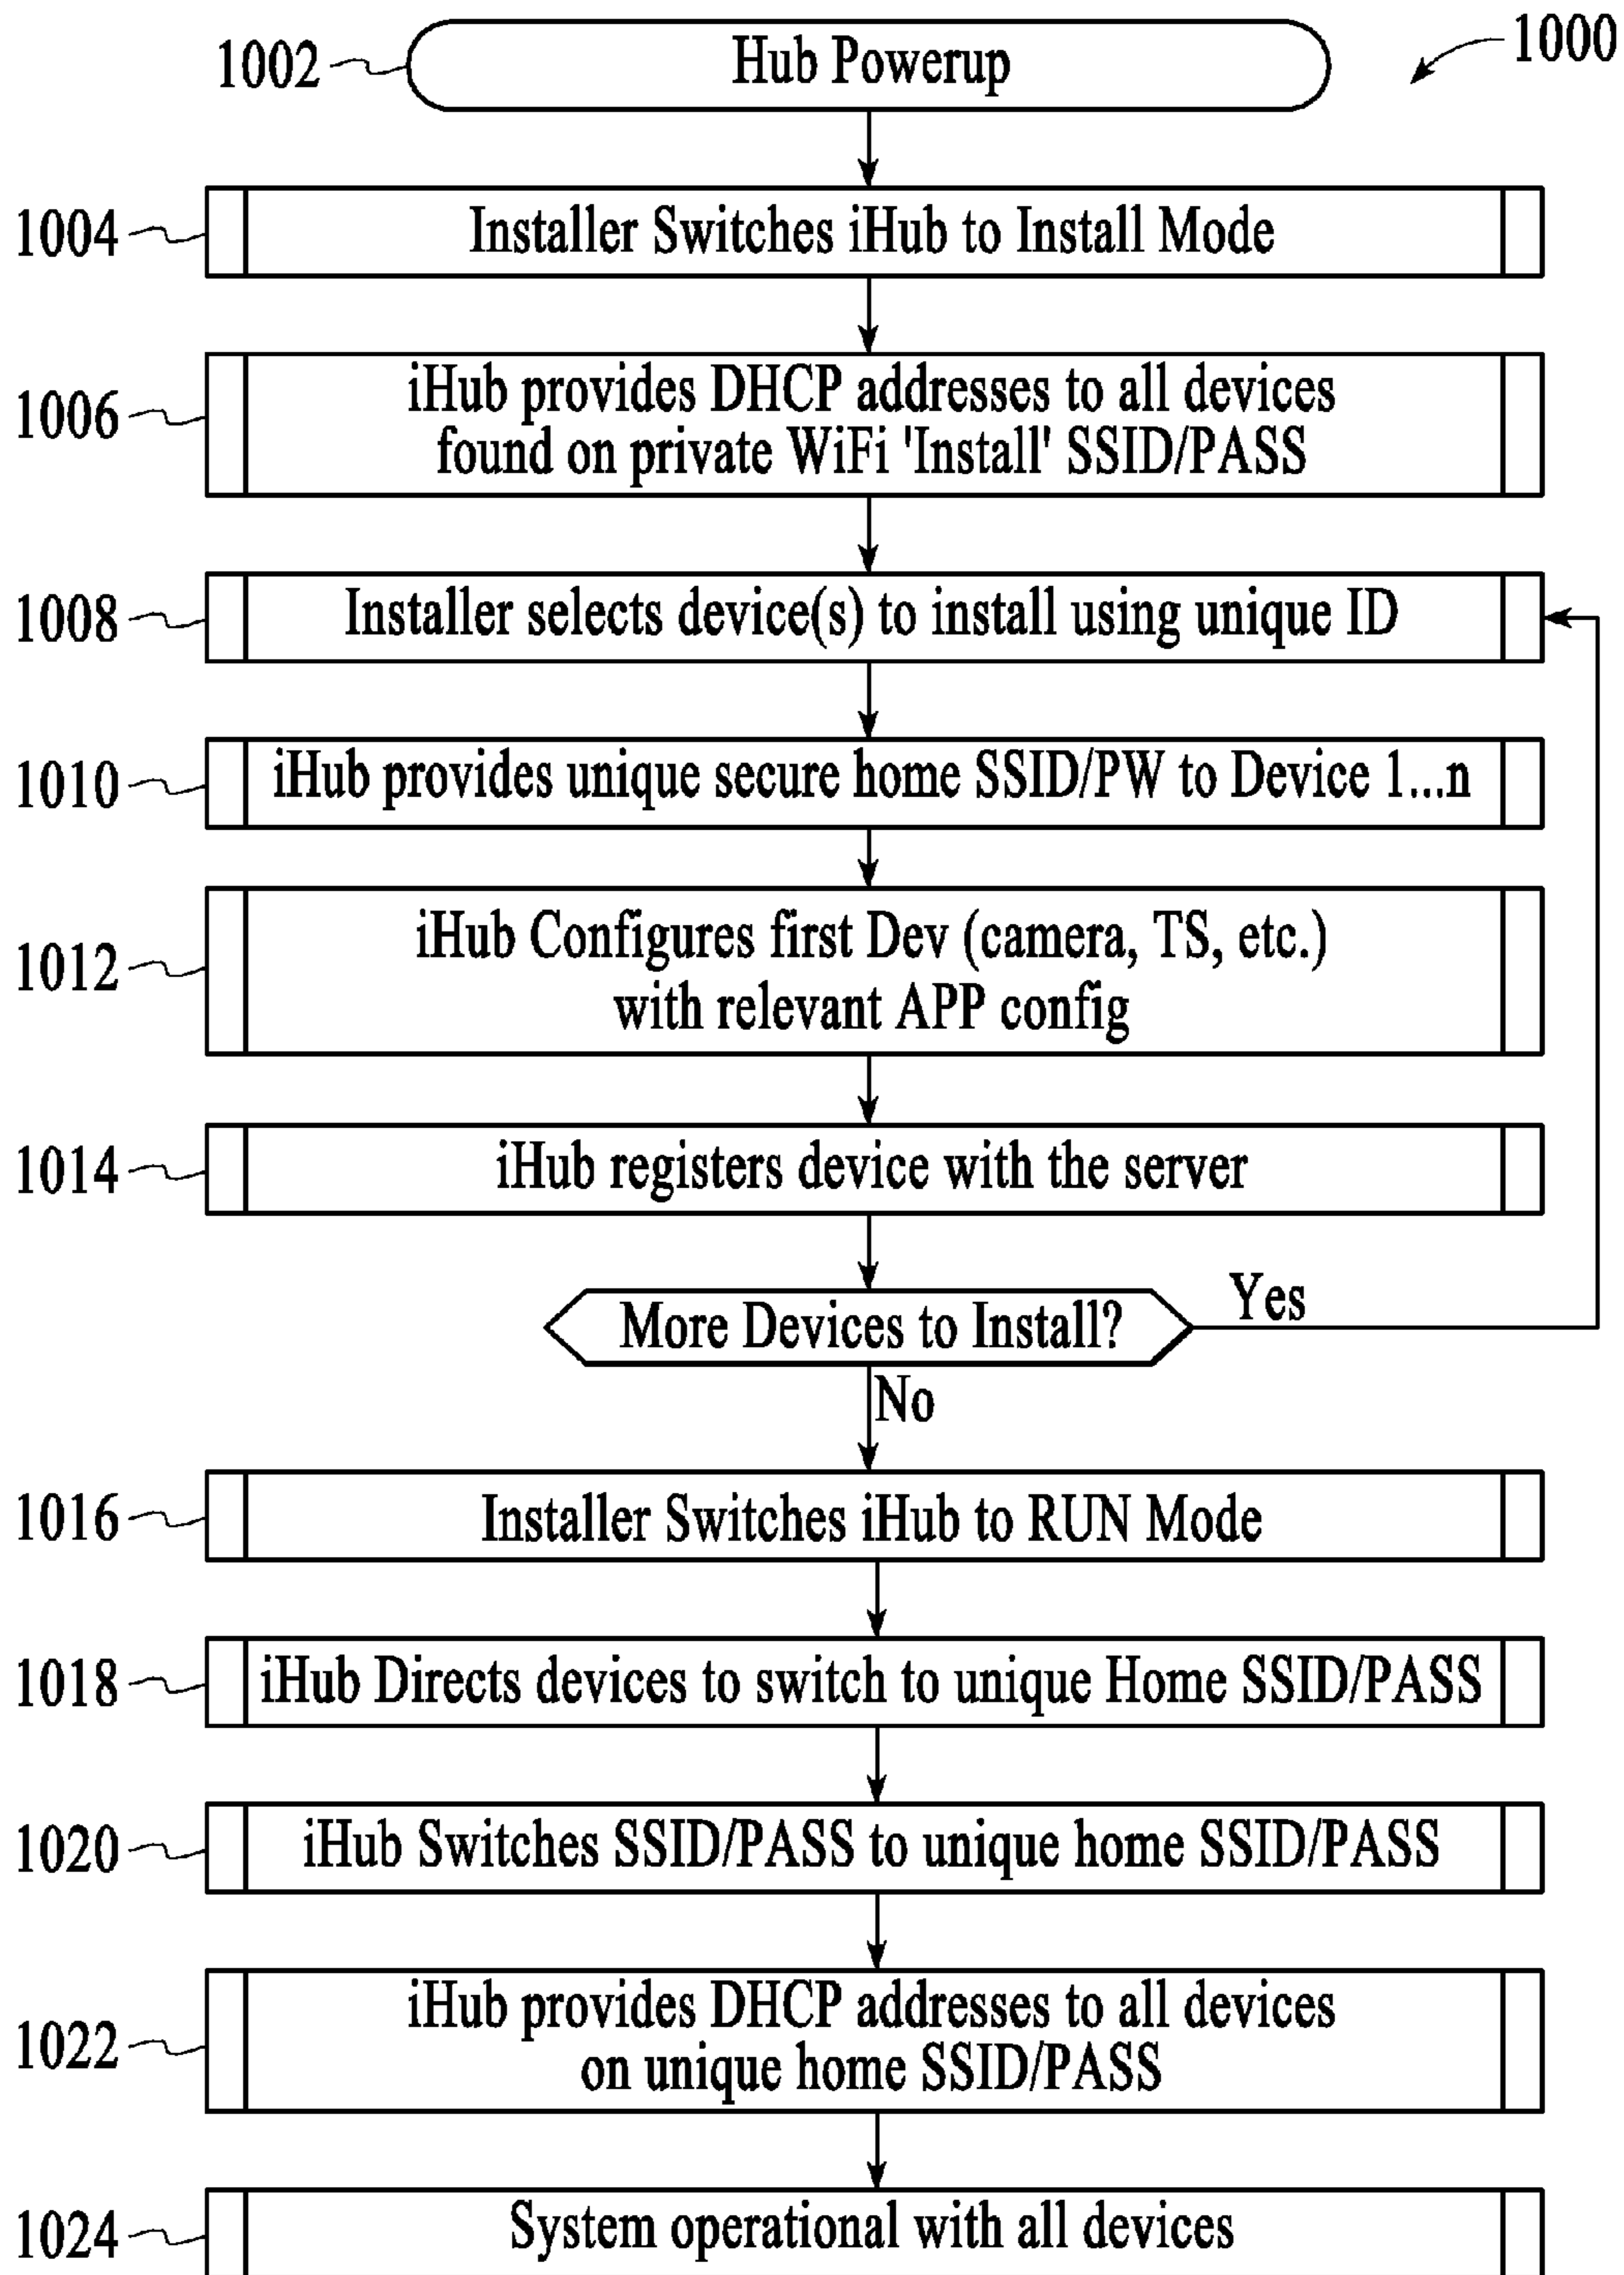 1000
1002 Hub Powerup
1004 Installer Switches iHub to Install Mode
1006 iHub provides DHCP addresses to all devices
found on private WiFi 'Install' SSID/PASS
1008 Installer selects device(s) to install using unique ID
1010 iHub provides unique secure home SSID/PW to Device 1...n
1012 iHub Configures first Dev (camera, TS, etc.)
with relevant APP config
1014 iHub registers device with the server
More Devices to Install? Yes
No
1016 Installer Switches iHub to RUN Mode
1018 iHub Directs devices to switch to unique Home SSID/PASS
1020 iHub Switches SSID/PASS to unique home SSID/PASS
1022 iHub provides DHCP addresses to all devices
on unique home SSID/PASS
1024 System operational with all devices